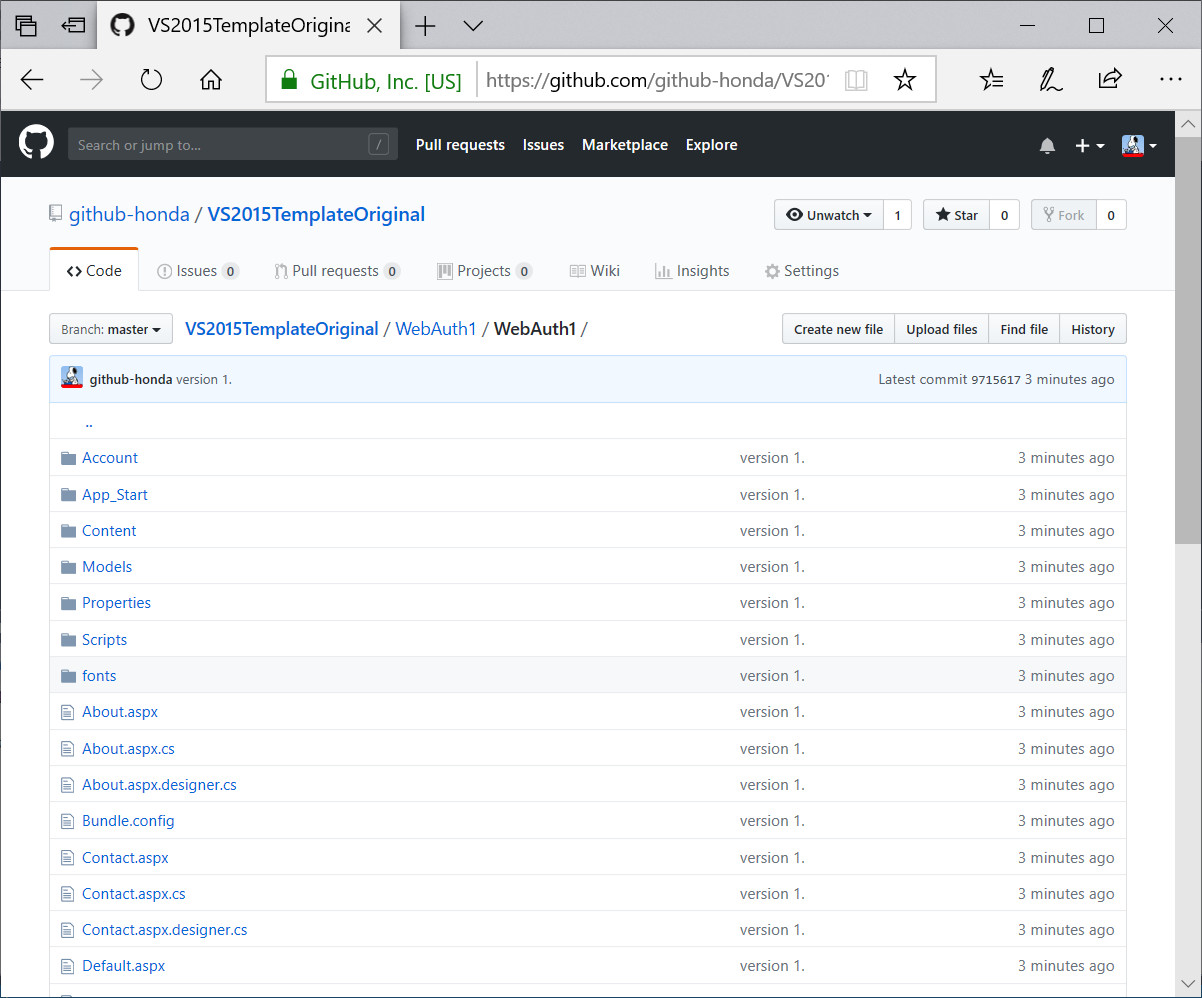 VS2015TemplateOrigina
GitHub, Inc. [US] https://github.com/github-honda/VS20
Search or jump to... / Pull requests Issues Marketplace Explore
github-honda / VS2015TemplateOriginal Unwatch 1 Star 0 Fork 0
Code Issues 0 Pull requests 0 Projects 0 Wiki Insights Settings
Branch: master VS2015TemplateOriginal / WebAuth1 / WebAuth1 / Create new file Upload files Find file History
github-honda version 1. Latest commit 9715617 3 minutes ago
..
Account version 1. 3 minutes ago
App_Start version 1. 3 minutes ago
Content version 1. 3 minutes ago
Models version 1. 3 minutes ago
Properties version 1. 3 minutes ago
Scripts version 1. 3 minutes ago
fonts version 1. 3 minutes ago
About.aspx version 1. 3 minutes ago
About.aspx.cs version 1. 3 minutes ago
About.aspx.designer.cs version 1. 3 minutes ago
Bundle.config version 1. 3 minutes ago
Contact.aspx version 1. 3 minutes ago
Contact.aspx.cs version 1. 3 minutes ago
Contact.aspx.designer.cs version 1. 3 minutes ago
Default.aspx version 1. 3 minutes ago